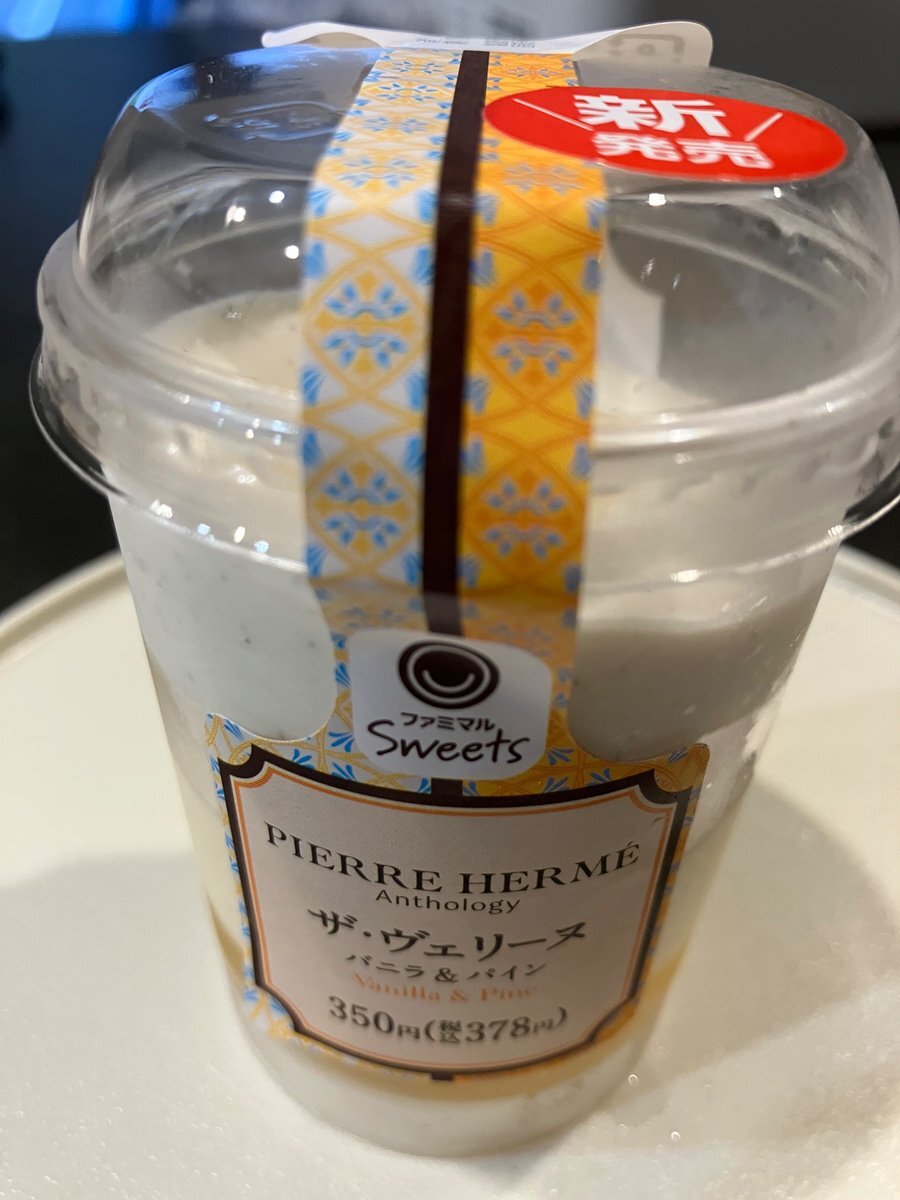 新
発売
ファミマル
Sweets
PIERRE HERMÉ
Anthology
ザ・ヴェリーヌ
バニラ & パイン
Vanilla & Pine
350円(税込378円)